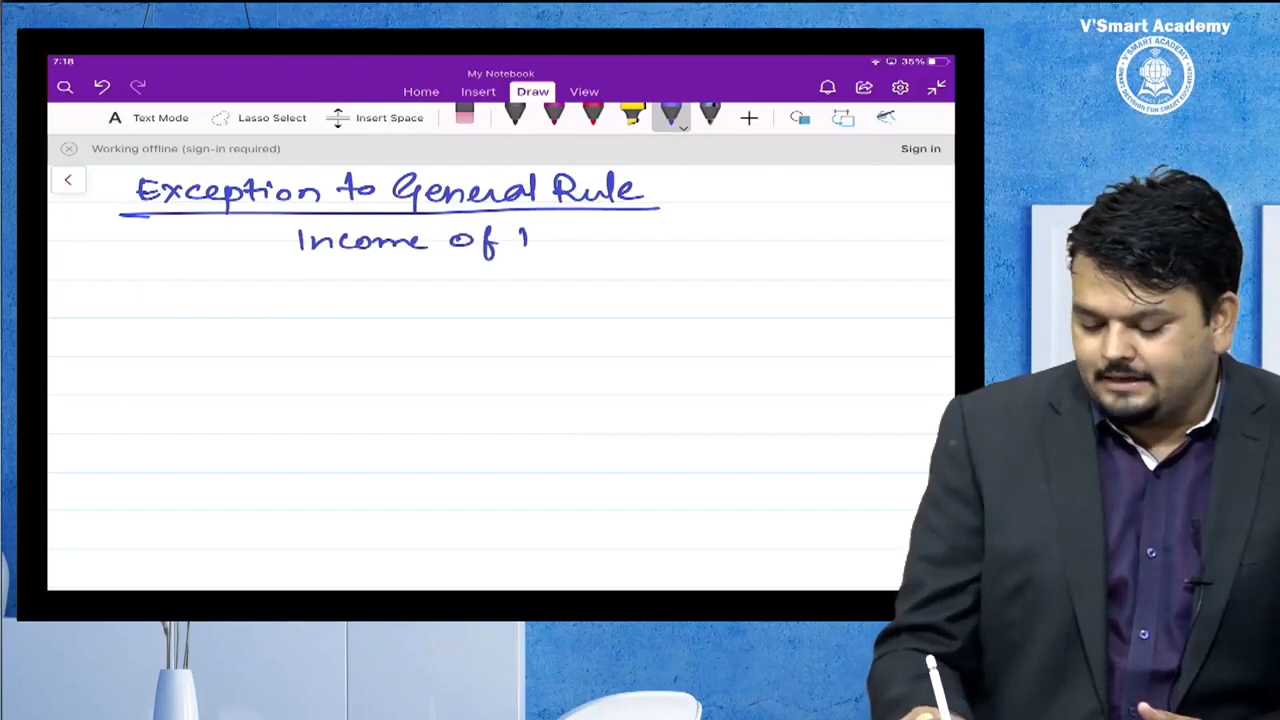 V'Smart Academy
7:18
35%
My Notebook
Home Insert Draw View
Text Mode Lasso Select Insert Space
Working offline (sign-in required) Sign in
Exception to General Rule
Income of